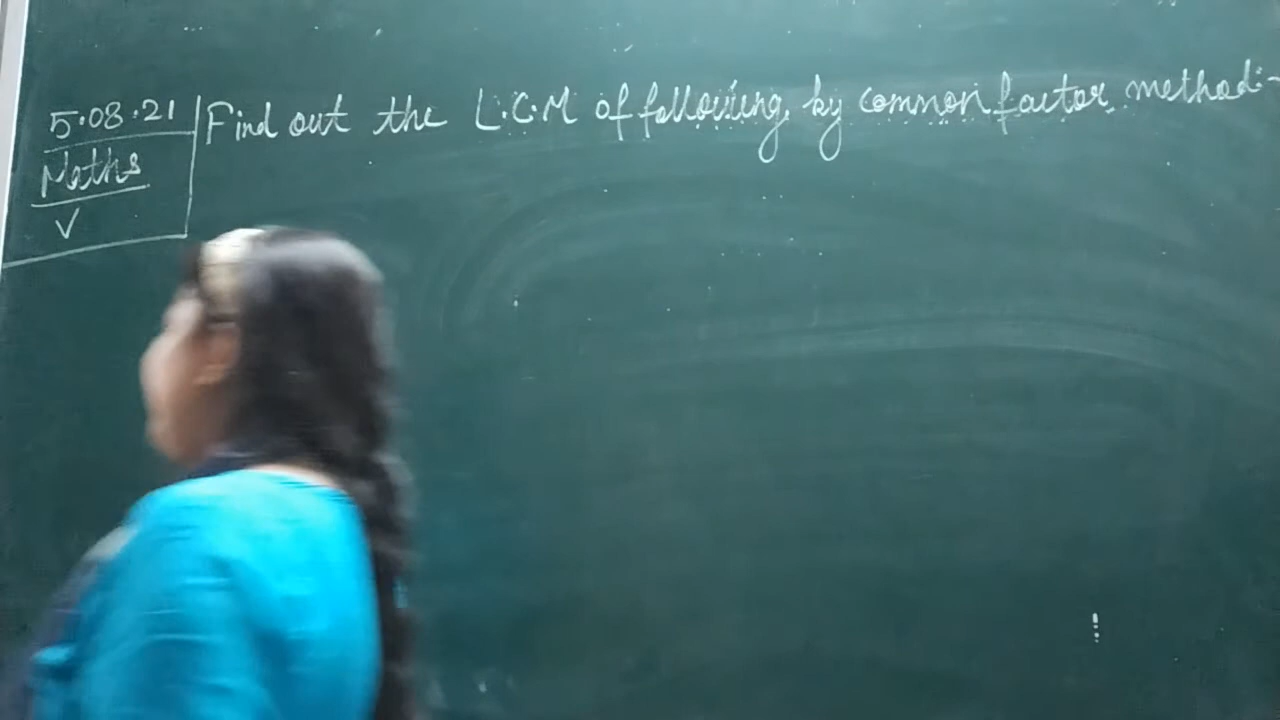 5.08.21
Maths
V
Find out the L.C.M of following by common factor method:-